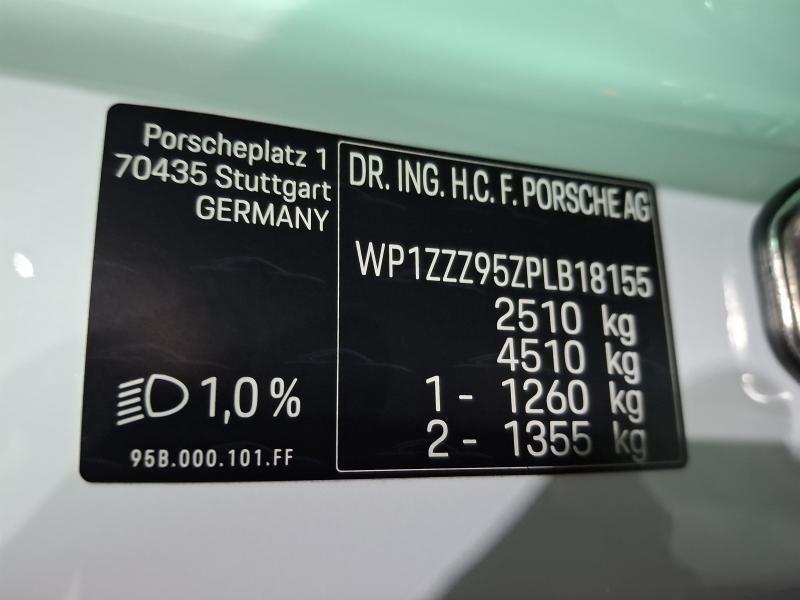 Porscheplatz 1
70435 Stuttgart
GERMANY
1,0 %
95B.000.101.FF
DR. ING. H.C. F. PORSCHE AG
WP1ZZZ95ZPLB18155
2510 kg
4510 kg
1 - 1260 kg
2 - 1355 kg